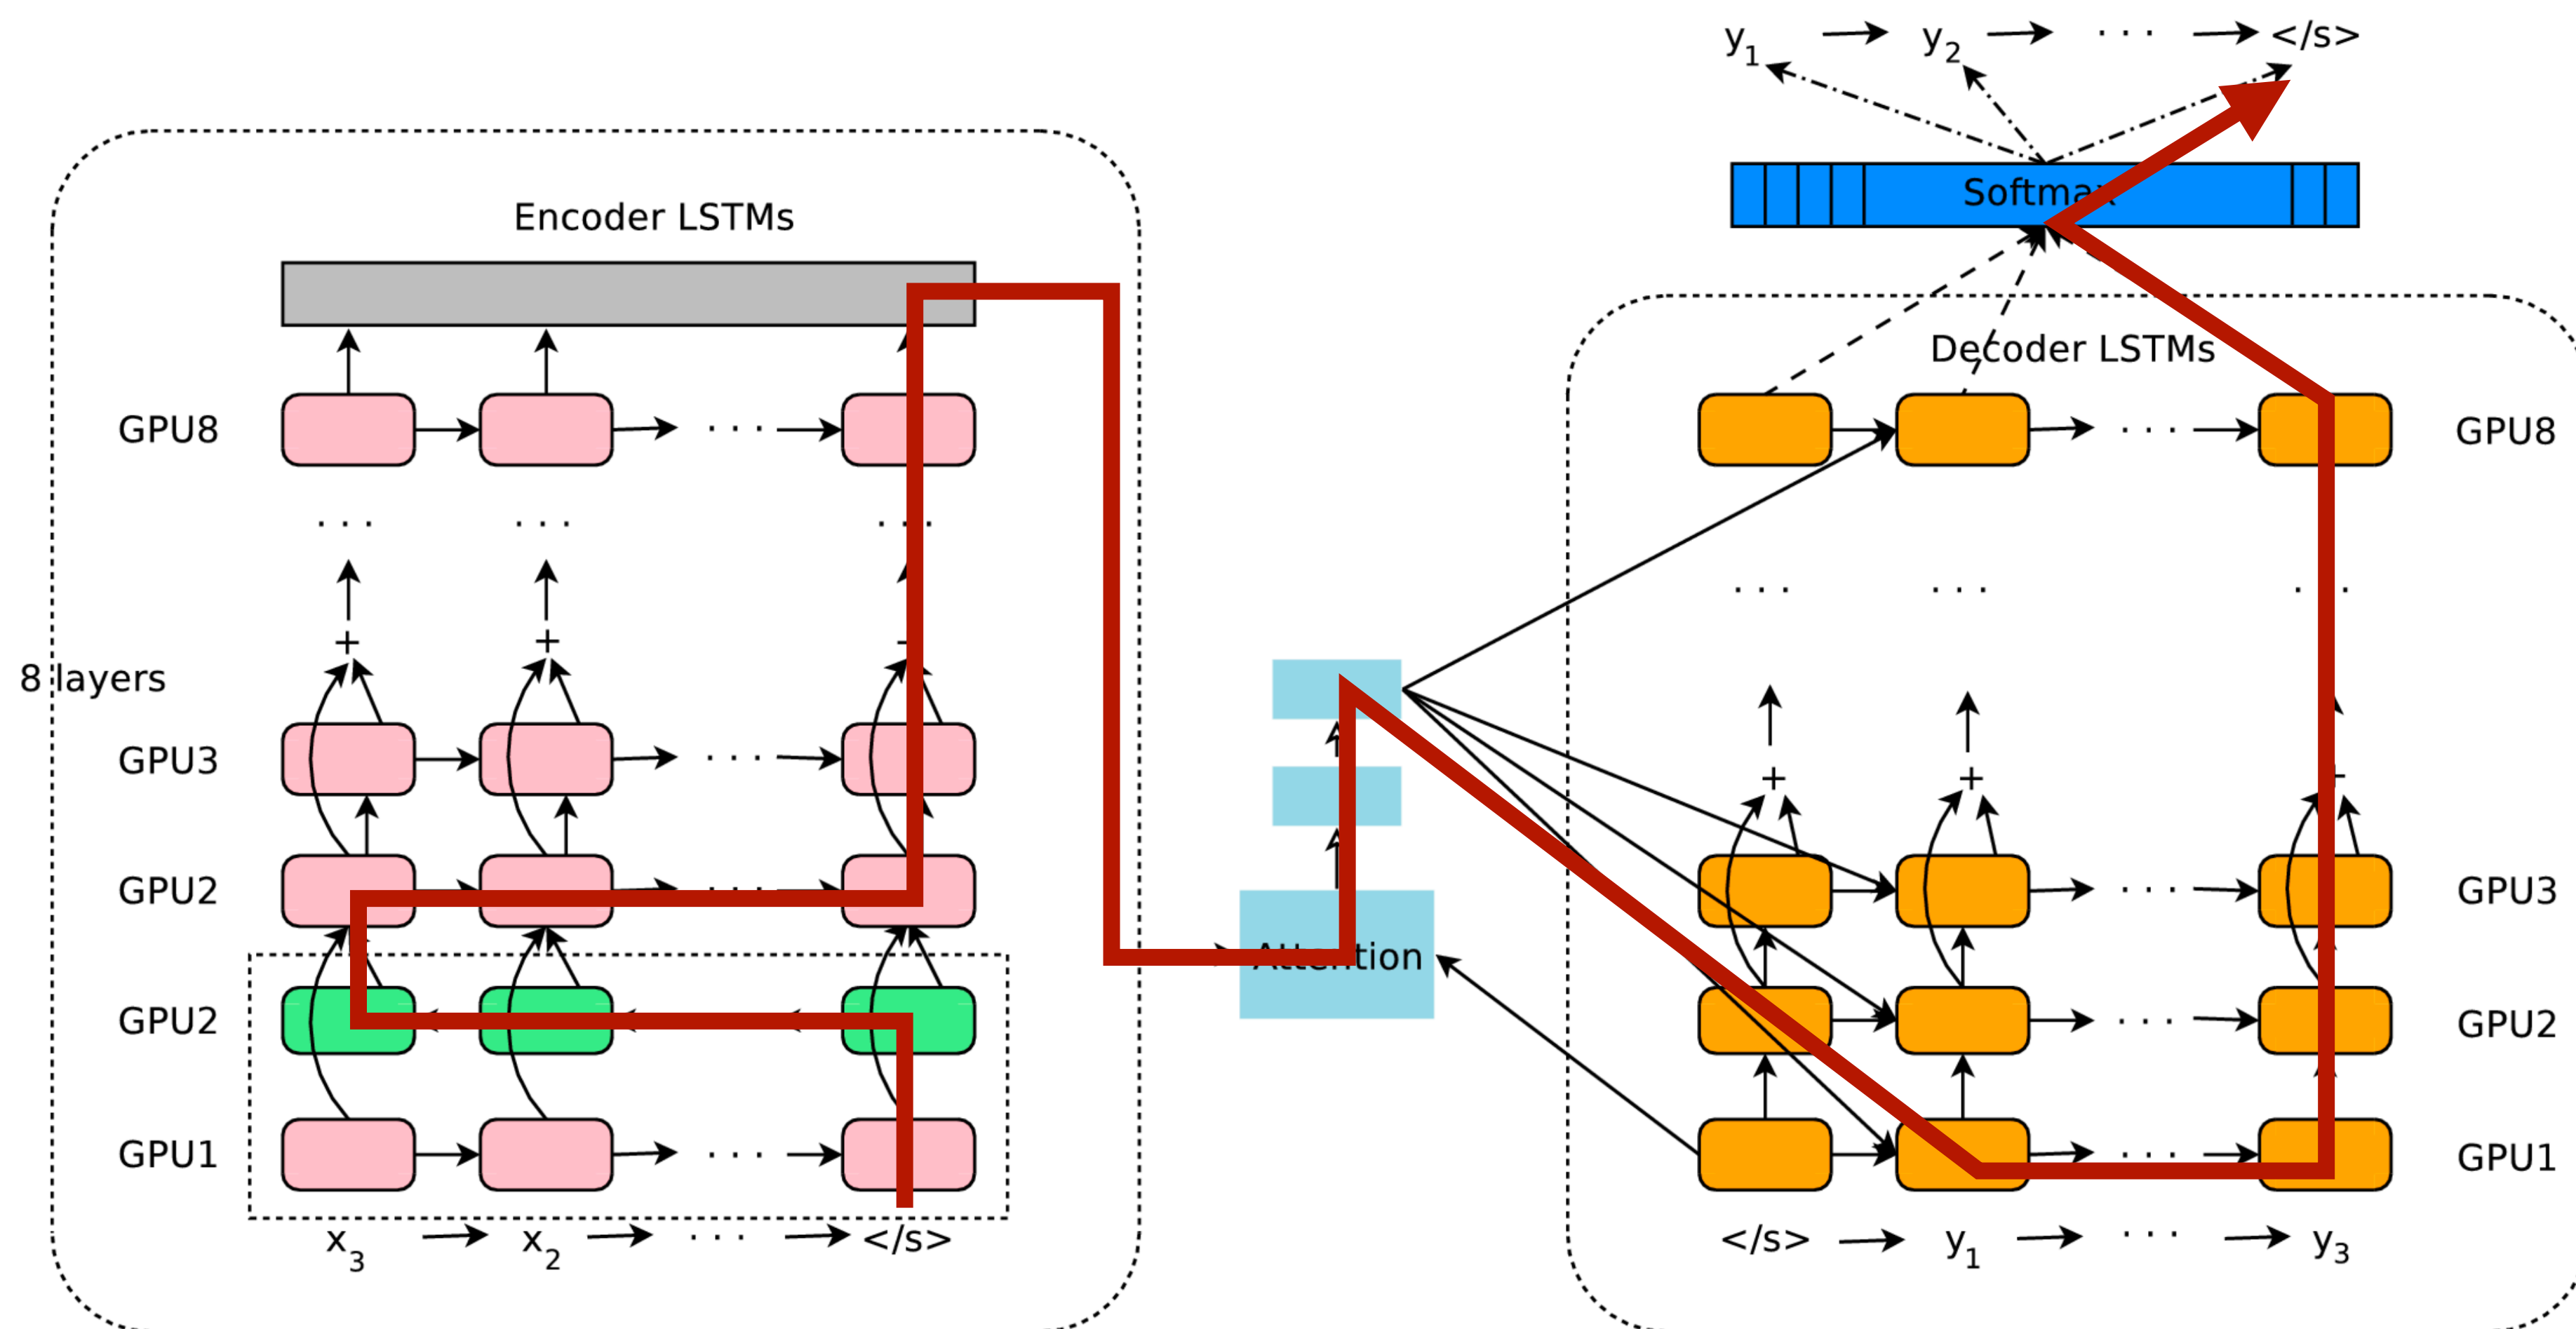 y1 → y2 → ... → </s>
Softmax
Encoder LSTMs
Decoder LSTMs
GPU8
GPU8
8 layers
GPU3
GPU2
GPU2
GPU1
Attention
GPU3
GPU2
GPU1
x3 → x2 → ... → </s>
</s> → y1 → ... → y3